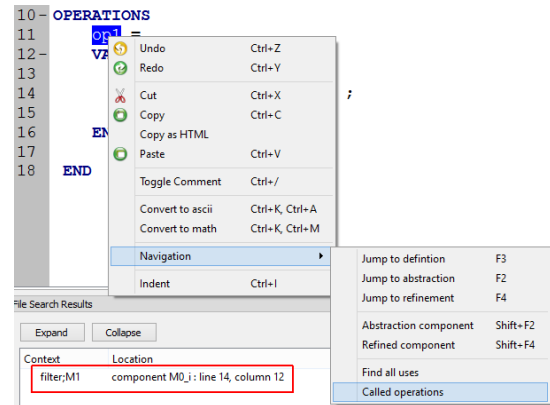 10- OPERATIONS
11 op1 =
12- VA
13
14 ;
15
16 EN
17
18 END
Undo Ctrl+Z
Redo Ctrl+Y
Cut Ctrl+X
Copy Ctrl+C
Copy as HTML
Paste Ctrl+V
Toggle Comment Ctrl+/
Convert to ascii Ctrl+K, Ctrl+A
Convert to math Ctrl+K, Ctrl+M
Navigation
Indent Ctrl+I
Jump to defintion F3
Jump to abstraction F2
Jump to refinement F4
Abstraction component Shift+F2
Refined component Shift+F4
Find all uses
Called operations
File Search Results
Expand Collapse
Context Location
filter;M1 component M0_i : line 14, column 12